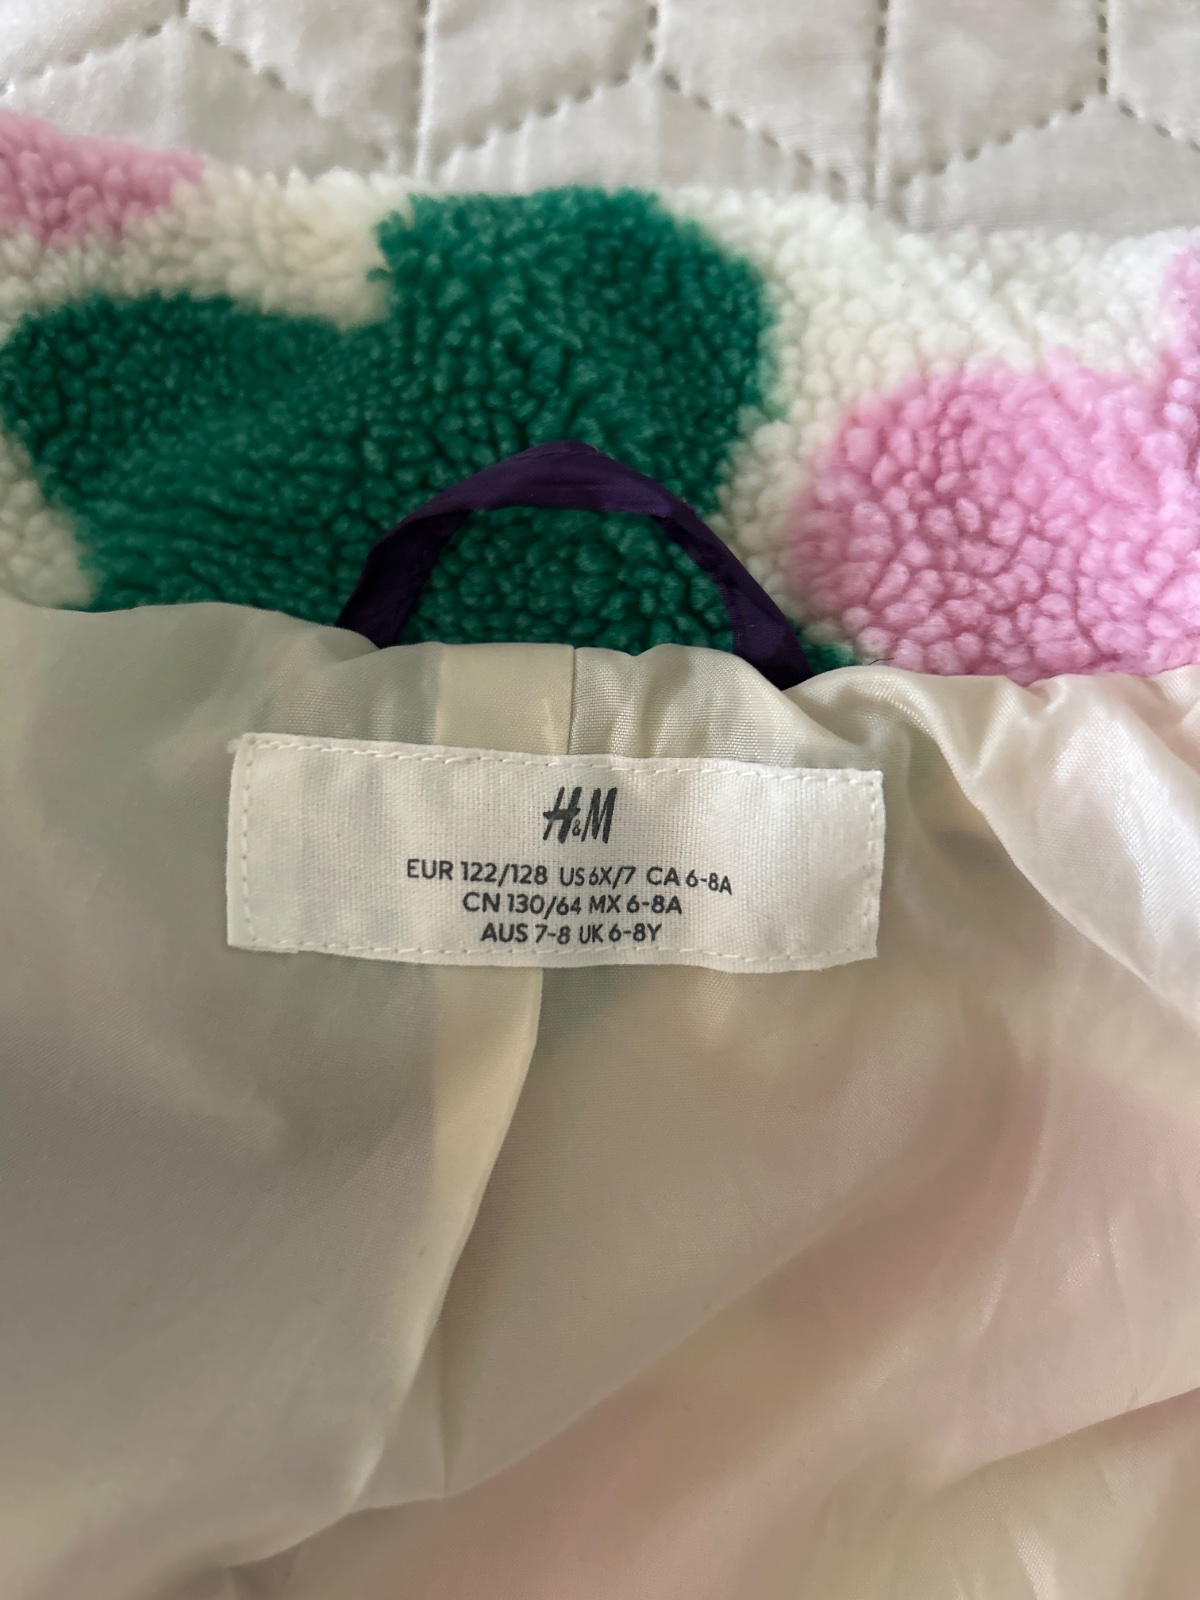 H&M
EUR 122/128 US 6X/7 CA 6-8A
CN 130/64 MX 6-8A
AUS 7-8 UK 6-8Y